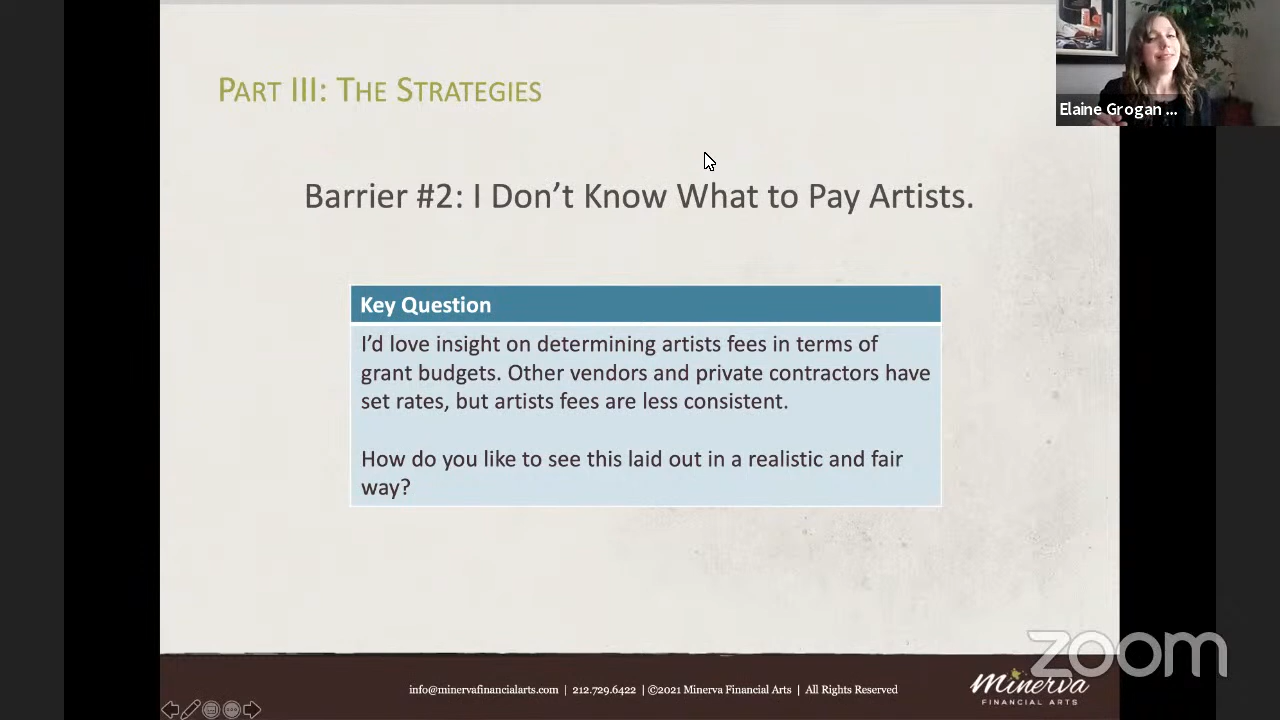 PART III: THE STRATEGIES
Elaine Grogan ...
Barrier #2: I Don’t Know What to Pay Artists.
Key Question
I’d love insight on determining artists fees in terms of
grant budgets. Other vendors and private contractors have
set rates, but artists fees are less consistent.
How do you like to see this laid out in a realistic and fair
way?
zoom
info@minervafinancialarts.com | 212.729.6422 | ©2021 Minerva Financial Arts | All Rights Reserved
Minerva
FINANCIAL ARTS